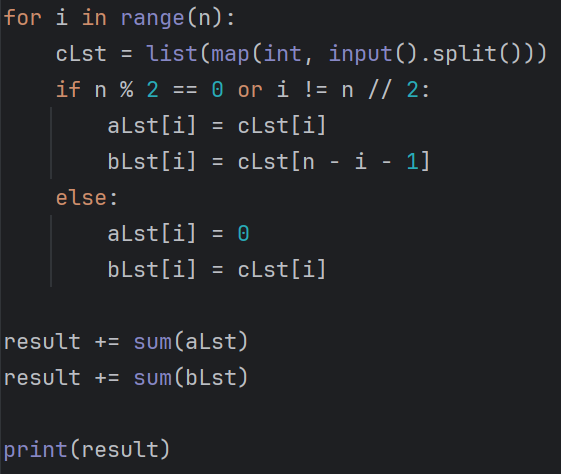 for i in range(n):
    cLst = list(map(int, input().split()))
    if n % 2 == 0 or i != n // 2:
        aLst[i] = cLst[i]
        bLst[i] = cLst[n - i - 1]
    else:
        aLst[i] = 0
        bLst[i] = cLst[i]

result += sum(aLst)
result += sum(bLst)

print(result)